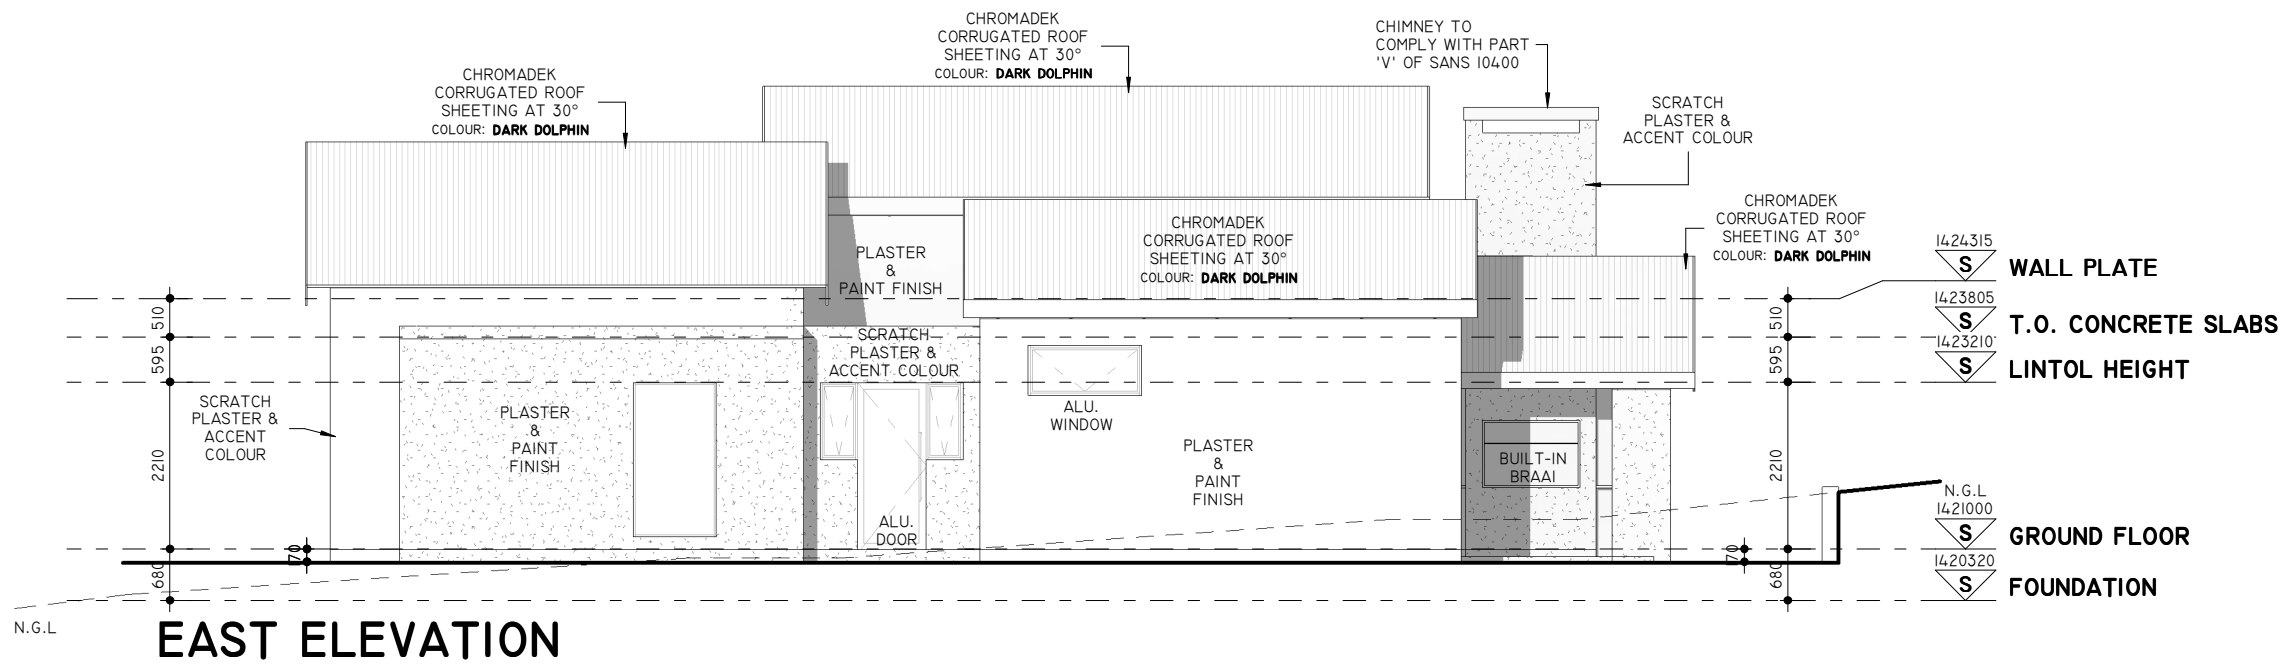 CHROMADEK
CORRUGATED ROOF
SHEETING AT 30°
COLOUR: DARK DOLPHIN
CHROMADEK
CORRUGATED ROOF
SHEETING AT 30°
COLOUR: DARK DOLPHIN
CHIMNEY TO
COMPLY WITH PART
'V' OF SANS 10400
SCRATCH
PLASTER &
ACCENT COLOUR
CHROMADEK
CORRUGATED ROOF
SHEETING AT 30°
COLOUR: DARK DOLPHIN
CHROMADEK
CORRUGATED ROOF
SHEETING AT 30°
COLOUR: DARK DOLPHIN
PLASTER
&
PAINT FINISH
SCRATCH
PLASTER &
ACCENT COLOUR
SCRATCH
PLASTER &
ACCENT
COLOUR
PLASTER
&
PAINT
FINISH
ALU.
WINDOW
PLASTER
&
PAINT
FINISH
BUILT-IN
BRAAI
ALU.
DOOR
510
595
2210
170
680
510
595
2210
170
680
1424315
S WALL PLATE
1423805
S T.O. CONCRETE SLABS
1423210
S LINTOL HEIGHT
N.G.L
1421000
S GROUND FLOOR
1420320
S FOUNDATION
N.G.L
EAST ELEVATION